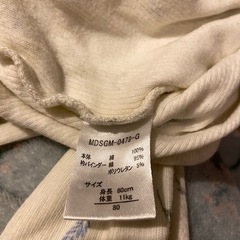 MDSGM-0479-G
本体 綿 100%
衿バインダー 綿 95%
ポリウレタン 5%
サイズ
身長 80cm
体重 11kg
80